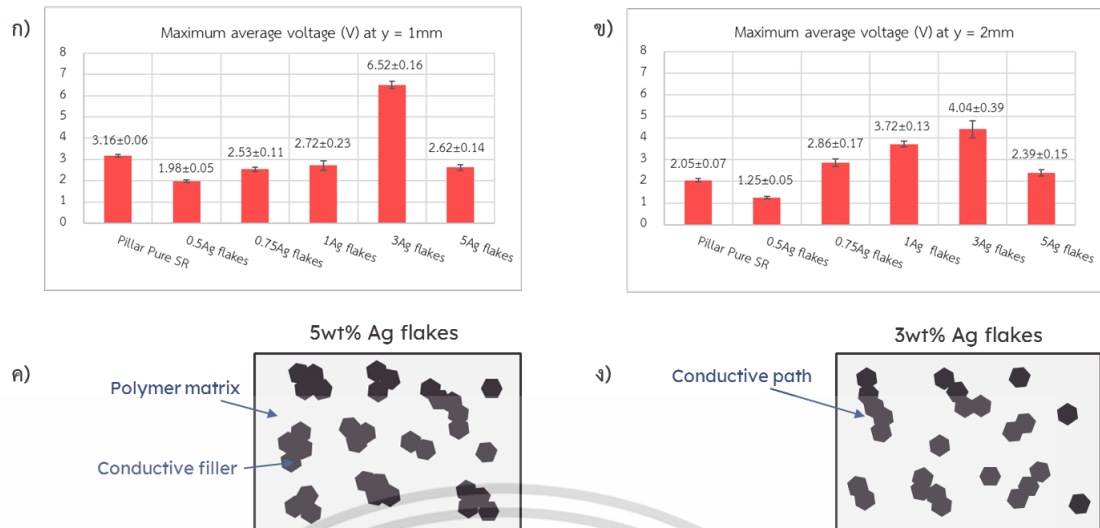 ก)
Maximum average voltage (V) at y = 1mm
8
7
6
5
4
3
2
1
0
3.16±0.06
1.98±0.05
2.53±0.11
2.72±0.23
6.52±0.16
2.62±0.14
Pillar Pure SR
0.5Ag flakes
0.75Ag flakes
1Ag flakes
3Ag flakes
5Ag flakes
ข)
Maximum average voltage (V) at y = 2mm
8
7
6
5
4
3
2
1
0
2.05±0.07
1.25±0.05
2.86±0.17
3.72±0.13
4.04±0.39
2.39±0.15
Pillar Pure SR
0.5Ag flakes
0.75Ag flakes
1Ag flakes
3Ag flakes
5Ag flakes
ค)
5wt% Ag flakes
Polymer matrix
Conductive filler
ง)
3wt% Ag flakes
Conductive path